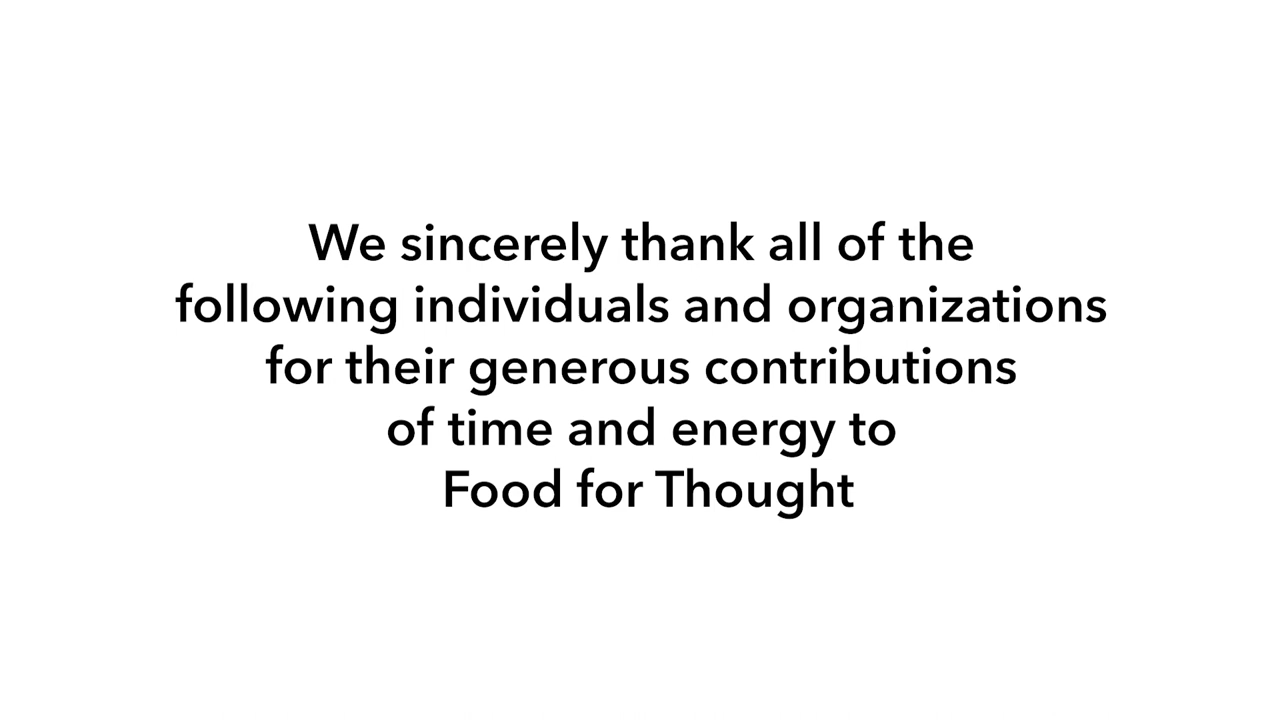 We sincerely thank all of the
following individuals and organizations
for their generous contributions
of time and energy to
Food for Thought